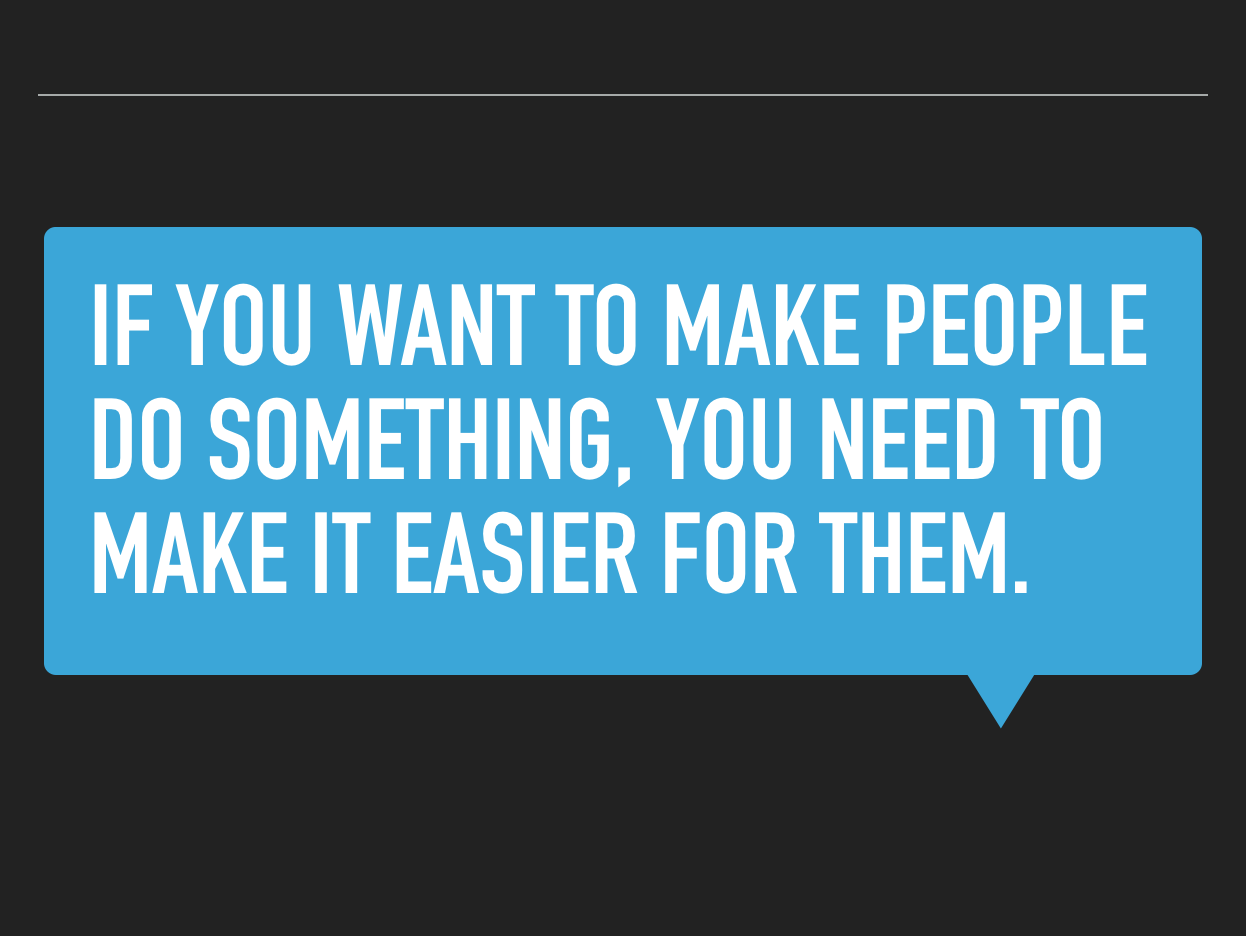 IF YOU WANT TO MAKE PEOPLE
DO SOMETHING, YOU NEED TO
MAKE IT EASIER FOR THEM.